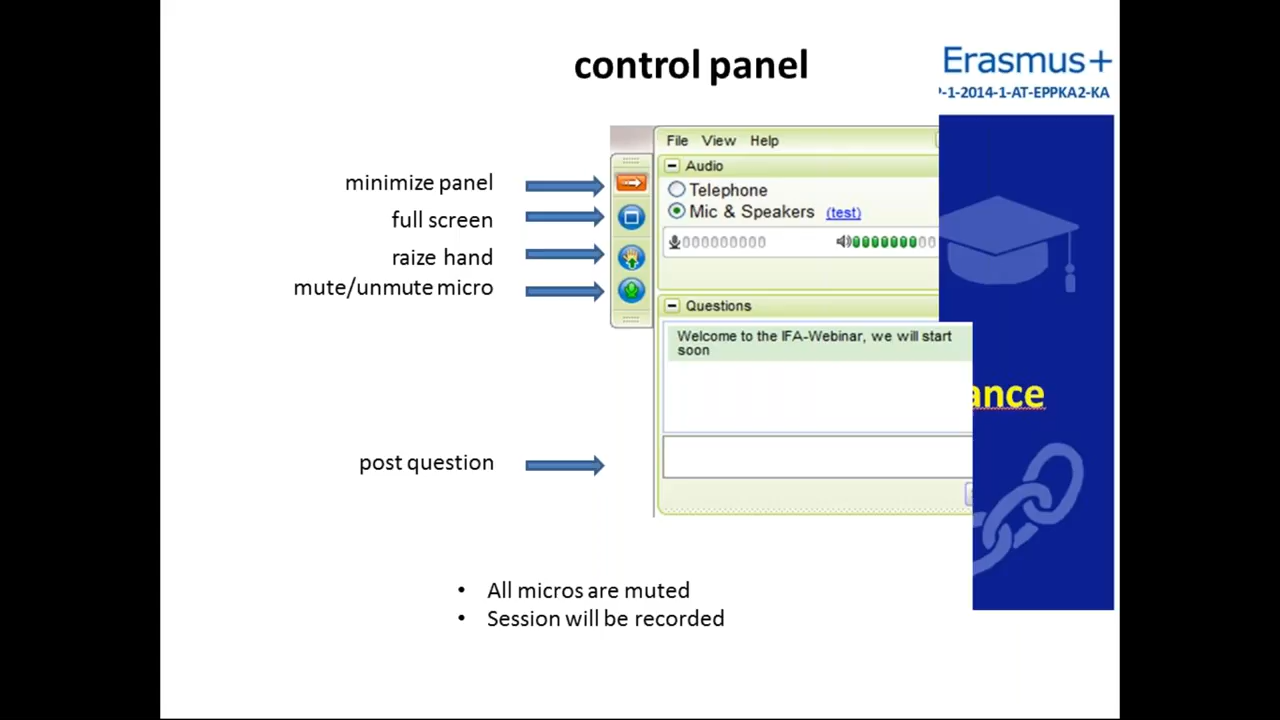 control panel
Erasmus+
-1-2014-1-AT-EPPKA2-KA
File View Help
Audio
minimize panel
Telephone
full screen
Mic & Speakers (test)
raize hand
mute/unmute micro
Questions
Welcome to the IFA-Webinar, we will start
soon
ance
post question
• All micros are muted
• Session will be recorded